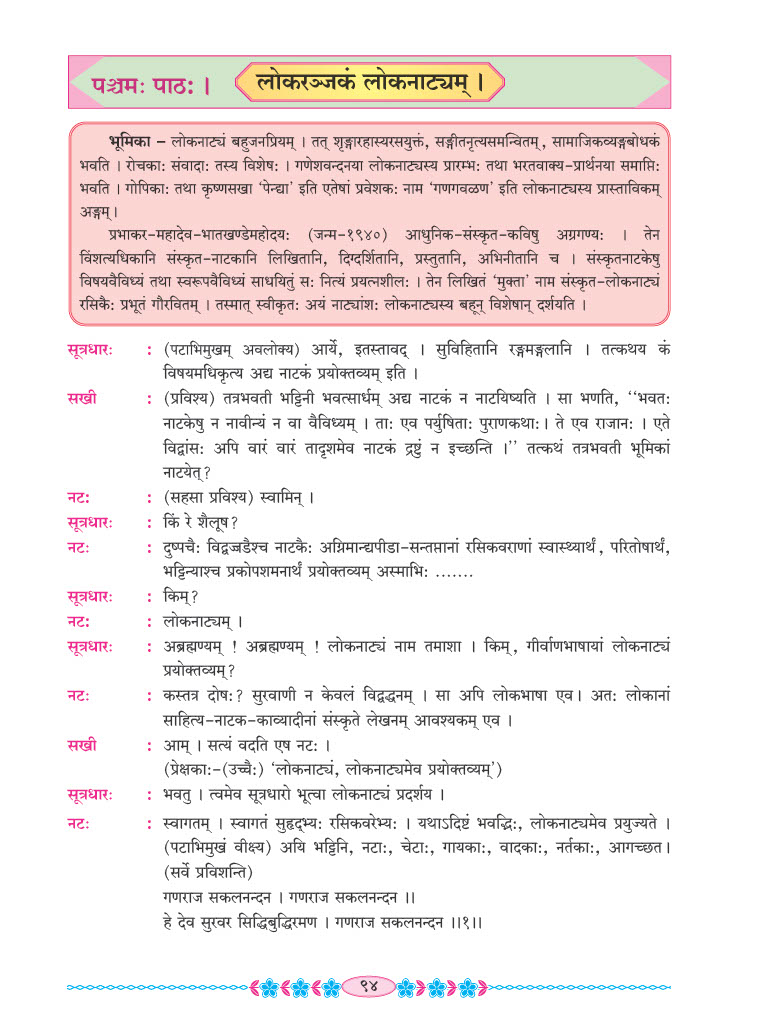 पञ्चमः पाठः ।
लोकरञ्जकं लोकनाट्यम् ।
भूमिका – लोकनाट्यं बहुजनप्रियम् । तत् शृङ्गारहास्यरसयुक्तं, सङ्गीतनृत्यसमन्वितम्, सामाजिकव्यङ्गबोधकं
भवति । रोचकाः संवादाः तस्य विशेषः । गणेशवन्दनया लोकनाट्यस्य प्रारम्भः तथा भरतवाक्य-प्रार्थनया समाप्तिः
भवति । गोपिकाः तथा कृष्णसखा ‘पेन्द्या’ इति एतेषां प्रवेशकः नाम ‘गणगवळण’ इति लोकनाट्यस्य प्रास्ताविकम्
अङ्गम् ।
प्रभाकर-महादेव-भातखण्डेमहोदयः (जन्म-१९४०) आधुनिक-संस्कृत-कविषु अग्रगण्यः । तेन
विंशत्यधिकानि संस्कृत-नाटकानि लिखितानि, दिग्दर्शितानि, प्रस्तुतानि, अभिनीतानि च । संस्कृतनाटकेषु
विषयवैविध्यं तथा स्वरूपवैविध्यं साधयितुं सः नित्यं प्रयत्नशीलः । तेन लिखितं ‘मुक्ता’ नाम संस्कृत-लोकनाट्यं
रसिकैः प्रभूतं गौरवितम् । तस्मात् स्वीकृतः अयं नाट्यांशः लोकनाट्यस्य बहून् विशेषान् दर्शयति ।
सूत्रधारः : (पटाभिमुखम् अवलोक्य) आर्ये, इतस्तावद् । सुविहितानि रङ्गमङ्गलानि । तत्कथय कं
विषयमधिकृत्य अद्य नाटकं प्रयोक्तव्यम् इति ।
सखी : (प्रविश्य) तत्रभवती भट्टिनी भवत्सार्धम् अद्य नाटकं न नाटयिष्यति । सा भणति, ‘‘भवतः
नाटकेषु न नावीन्यं न वा वैविध्यम् । ताः एव पर्युषिताः पुराणकथाः । ते एव राजानः । एते
विद्वांसः अपि वारं वारं तादृशमेव नाटकं द्रष्टुं न इच्छन्ति ।’’ तत्कथं तत्रभवती भूमिकां
नाटयेत्?
नटः : (सहसा प्रविश्य) स्वामिन् ।
सूत्रधारः : किं रे शैलूष?
नटः : दुष्पचैः विद्वज्जडैश्च नाटकैः अग्निमान्द्यपीडा-सन्तप्तानां रसिकवराणां स्वास्थ्यार्थं, परितोषार्थं,
भट्टिन्याश्च प्रकोपशमनार्थं प्रयोक्तव्यम् अस्माभिः .......
सूत्रधारः : किम्?
नटः : लोकनाट्यम् ।
सूत्रधारः : अब्रह्मण्यम् ! अब्रह्मण्यम् ! लोकनाट्यं नाम तमाशा । किम्, गीर्वाणभाषायां लोकनाट्यं
प्रयोक्तव्यम्?
नटः : कस्तत्र दोषः? सुरवाणी न केवलं विद्वद्धनम् । सा अपि लोकभाषा एव। अतः लोकानां
साहित्य-नाटक-काव्यादीनां संस्कृते लेखनम् आवश्यकम् एव ।
सखी : आम् । सत्यं वदति एष नटः ।
(प्रेक्षकाः-(उच्चैः) ‘लोकनाट्यं, लोकनाट्यमेव प्रयोक्तव्यम्’)
सूत्रधारः : भवतु । त्वमेव सूत्रधारो भूत्वा लोकनाट्यं प्रदर्शय ।
नटः : स्वागतम् । स्वागतं सुहृद्भ्यः रसिकवरेभ्यः । यथाऽदिष्टं भवद्भिः, लोकनाट्यमेव प्रयुज्यते ।
(पटाभिमुखं वीक्ष्य) अयि भट्टिनि, नटाः, चेटाः, गायकाः, वादकाः, नर्तकाः, आगच्छत।
(सर्वे प्रविशन्ति)
गणराज सकलनन्दन । गणराज सकलनन्दन ।।
हे देव सुरवर सिद्धिबुद्धिरमण । गणराज सकलनन्दन ।।१।।
९४